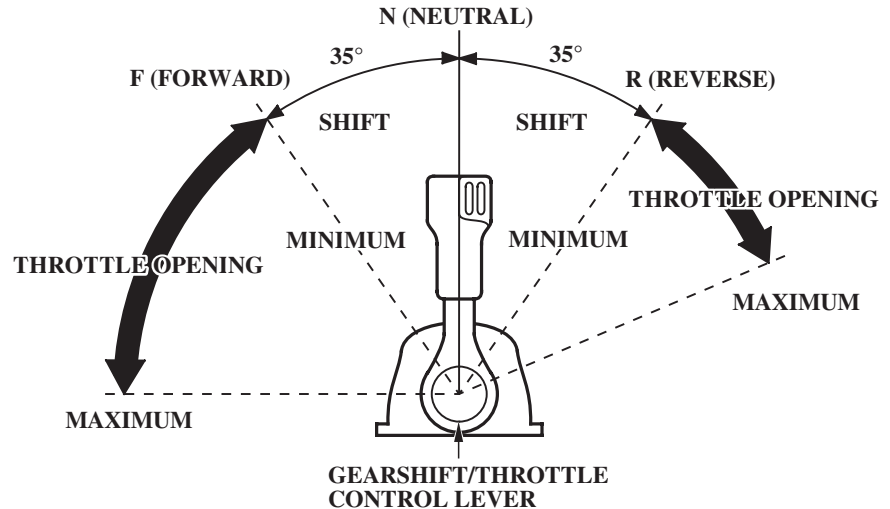 N (NEUTRAL)
35°
35°
F (FORWARD)
R (REVERSE)
SHIFT
SHIFT
THROTTLE OPENING
MINIMUM
MINIMUM
THROTTLE OPENING
MAXIMUM
MAXIMUM
GEARSHIFT/THROTTLE
CONTROL LEVER